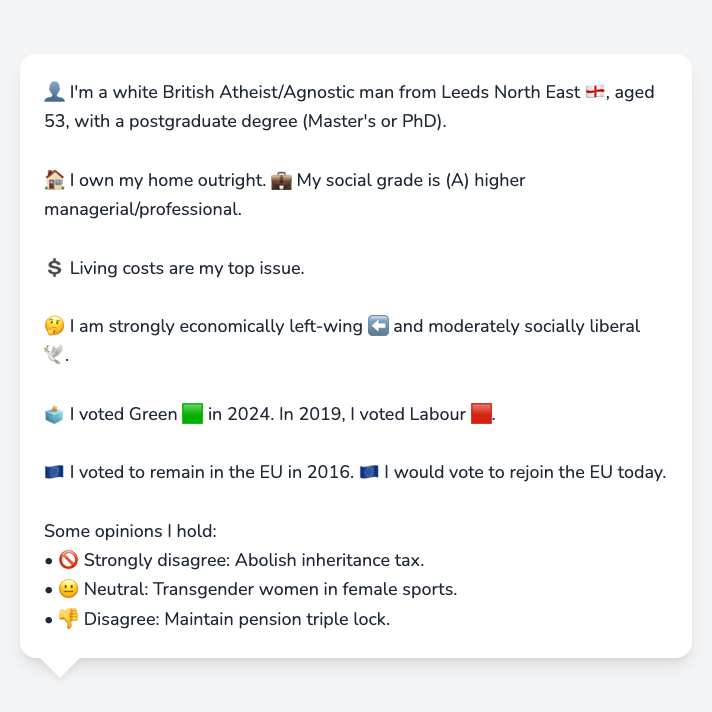 👤 I'm a white British Atheist/Agnostic man from Leeds North East 🏴󠁧󠁢󠁥󠁮󠁧󠁿, aged
53, with a postgraduate degree (Master's or PhD).
🏠 I own my home outright. 💼 My social grade is (A) higher
managerial/professional.
💲 Living costs are my top issue.
🤔 I am strongly economically left-wing ⬅️ and moderately socially liberal
🕊️.
🗳️ I voted Green 🟩 in 2024. In 2019, I voted Labour 🟥.
🇪🇺 I voted to remain in the EU in 2016. 🇪🇺 I would vote to rejoin the EU today.
Some opinions I hold:
• 🚫 Strongly disagree: Abolish inheritance tax.
• 😐 Neutral: Transgender women in female sports.
• 👎 Disagree: Maintain pension triple lock.